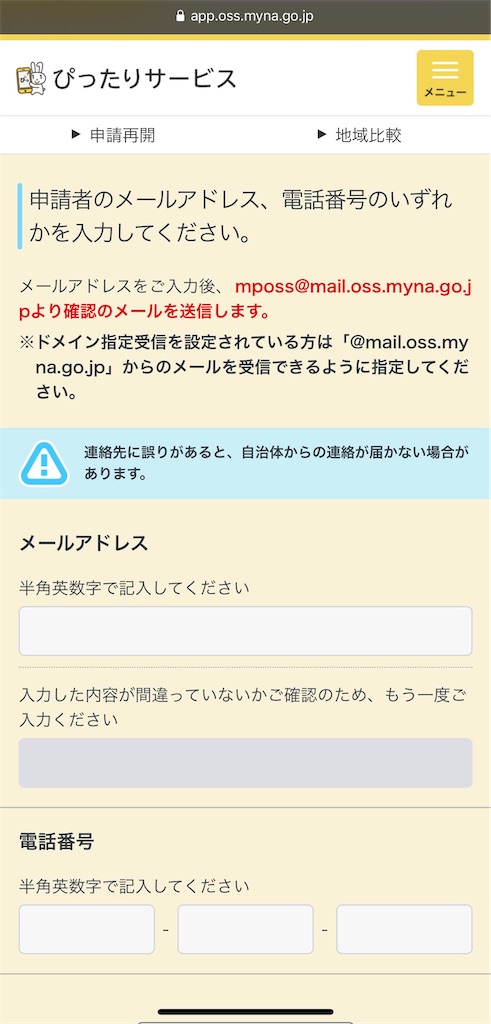 app.oss.myna.go.jp
ぴったりサービス
メニュー
▶ 申請再開
▶ 地域比較
申請者のメールアドレス、電話番号のいずれ
かを入力してください。
メールアドレスをご入力後、mposs@mail.oss.myna.go.j
pより確認のメールを送信します。
※ドメイン指定受信を設定されている方は「@mail.oss.my
na.go.jp」からのメールを受信できるように指定してくだ
さい。
連絡先に誤りがあると、自治体からの連絡が届かない場合が
あります。
メールアドレス
半角英数字で記入してください
入力した内容が間違っていないかご確認のため、もう一度ご
入力ください
電話番号
半角英数字で記入してください
- -